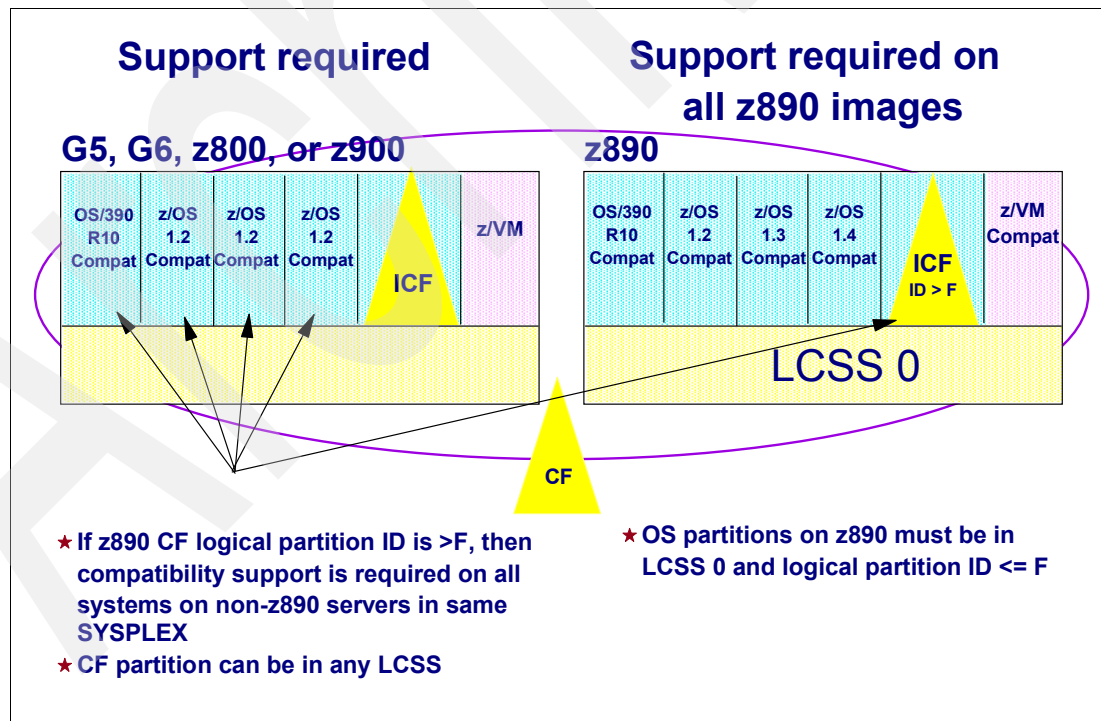 Support required
Support required on
all z890 images
G5, G6, z800, or z900
z890
OS/390
R10
Compat
z/OS
1.2
Compat
z/OS
1.2
Compat
z/OS
1.2
Compat
ICF
z/VM
OS/390
R10
Compat
z/OS
1.2
Compat
z/OS
1.3
Compat
z/OS
1.4
Compat
ICF
ID > F
z/VM
Compat
LCSS 0
CF
If z890 CF logical partition ID is >F, then
compatibility support is required on all
systems on non-z890 servers in same
SYSPLEX
CF partition can be in any LCSS
OS partitions on z890 must be in
LCSS 0 and logical partition ID <= F